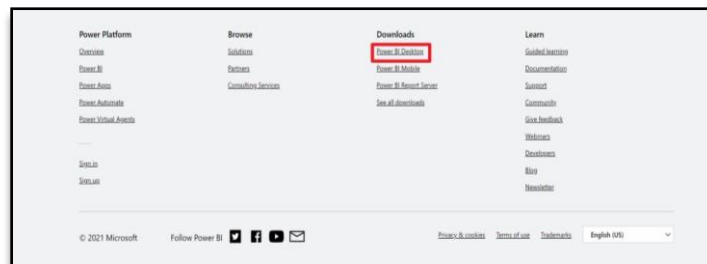 Power Platform
Overview
Power BI
Power Apps
Power Automate
Power Virtual Agents
Sign in
Sign up
Browse
Solutions
Partners
Consulting Services
Downloads
Power BI Desktop
Power BI Mobile
Power BI Report Server
See all downloads
Learn
Guided learning
Documentation
Support
Community
Give feedback
Webinars
Developers
Blog
Newsletter
© 2021 Microsoft
Follow Power BI
Privacy & cookies
Terms of use
Trademarks
English (US)